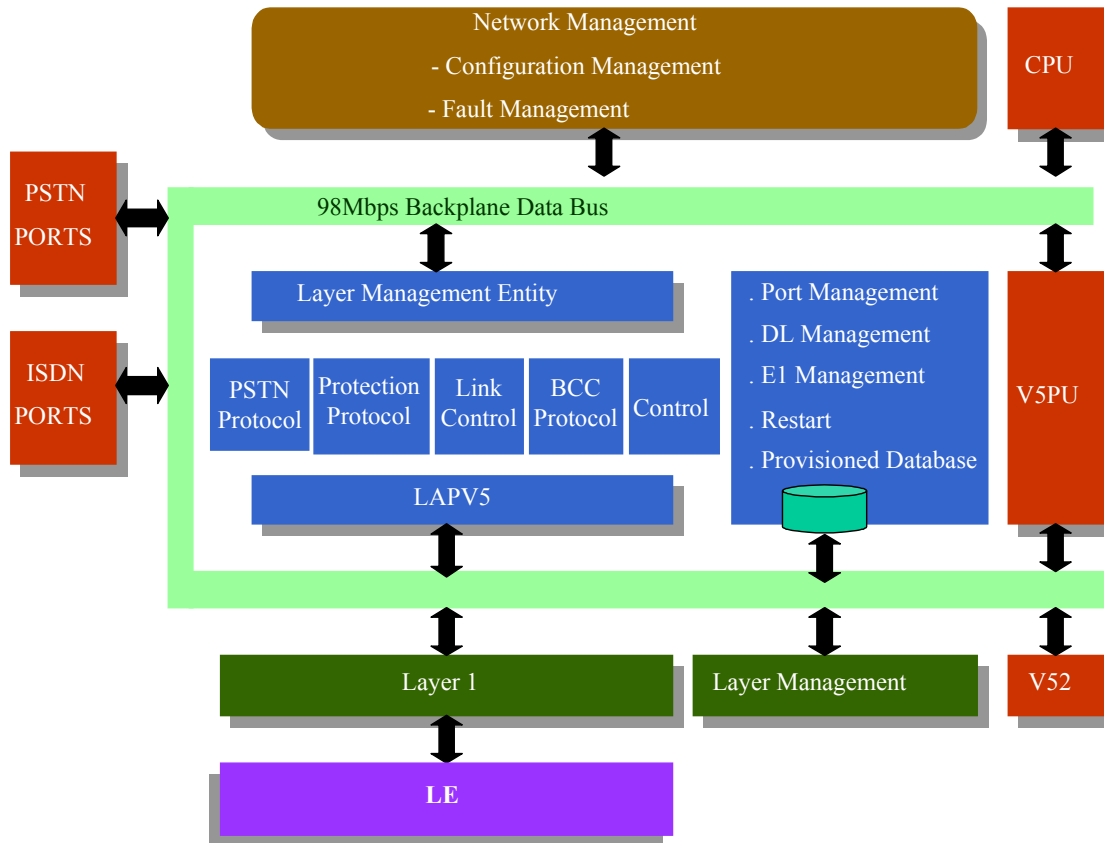 Network Management
- Configuration Management
- Fault Management
CPU
PSTN
PORTS
98Mbps Backplane Data Bus
Layer Management Entity
. Port Management
. DL Management
. E1 Management
. Restart
. Provisioned Database
V5PU
ISDN
PORTS
PSTN
Protocol
Protection
Protocol
Link
Control
BCC
Protocol
Control
LAPV5
Layer 1
Layer Management
V52
LE